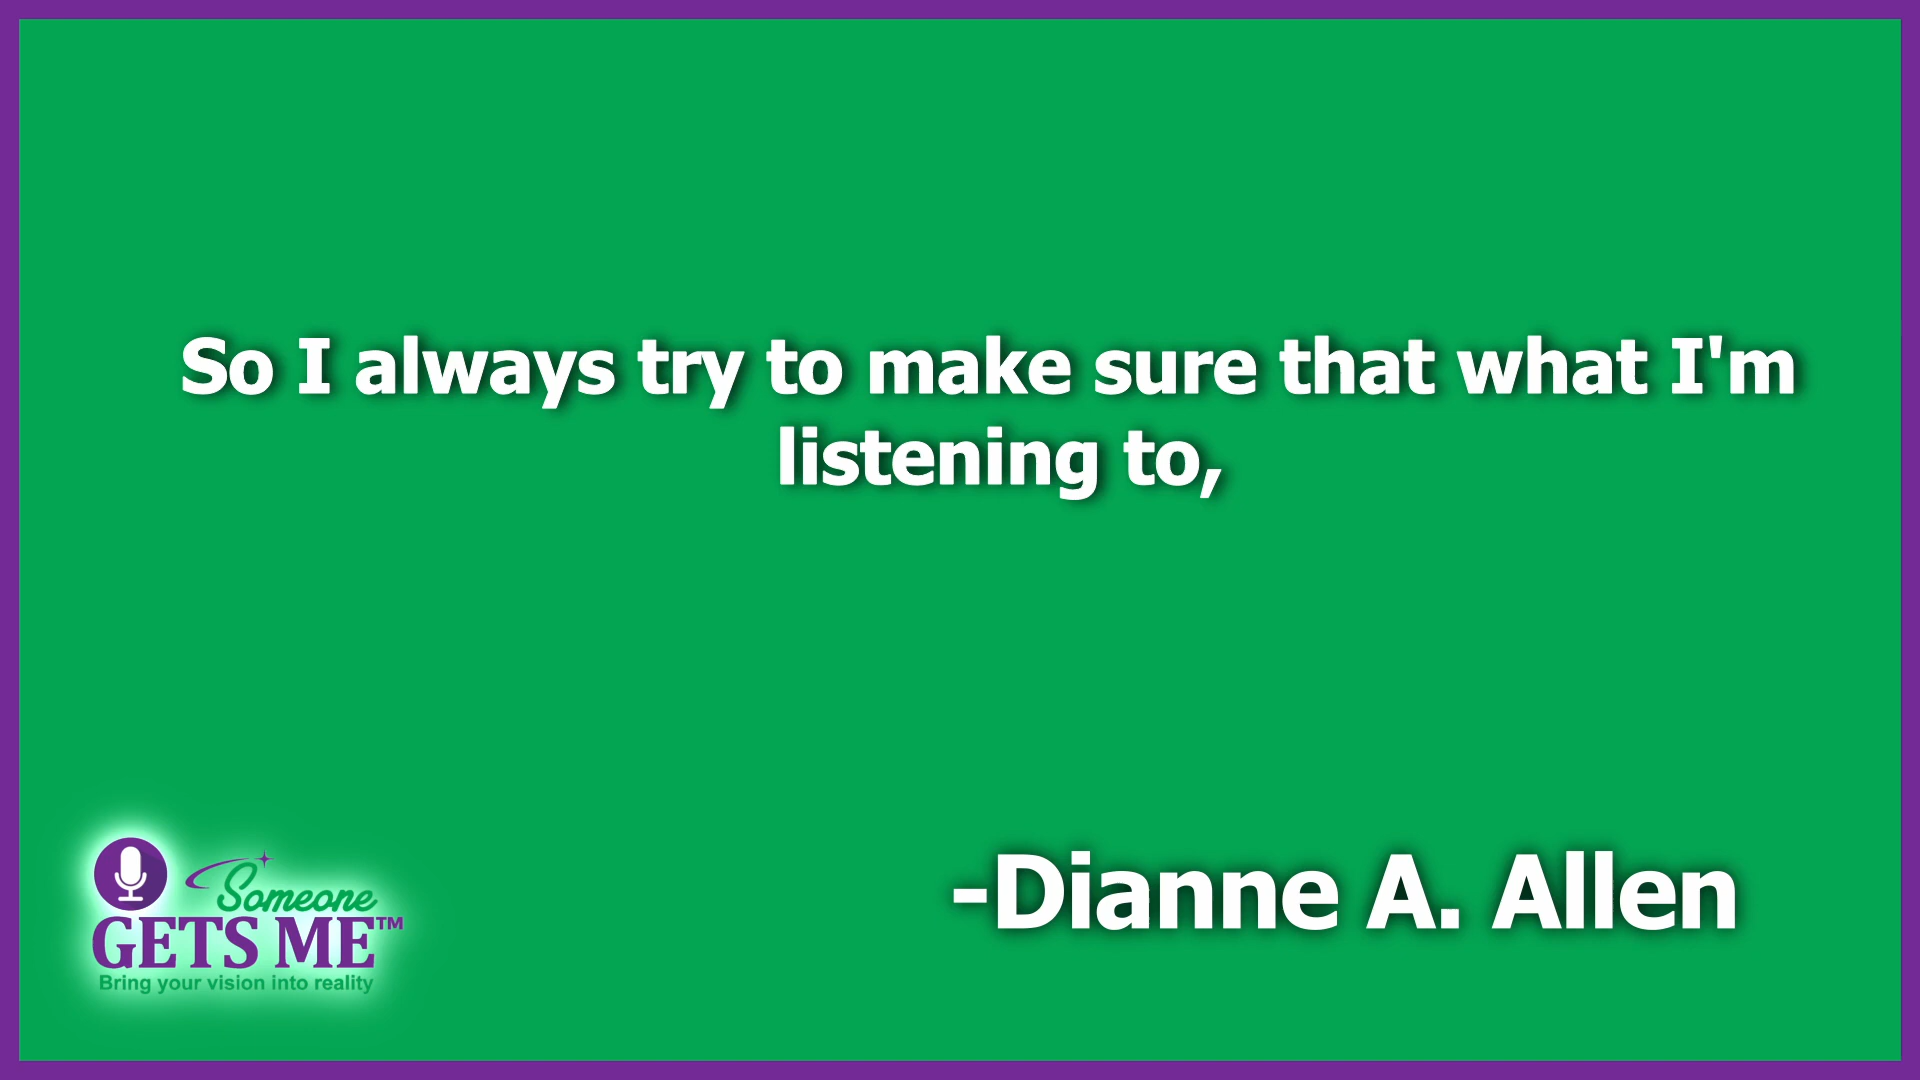 So I always try to make sure that what I'm
listening to,
-Dianne A. Allen
Someone
GETS ME™
Bring your vision into reality